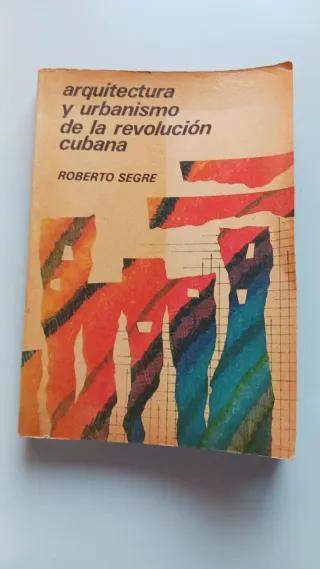 arquitectura
y urbanismo
de la revolución
cubana
ROBERTO SEGRE